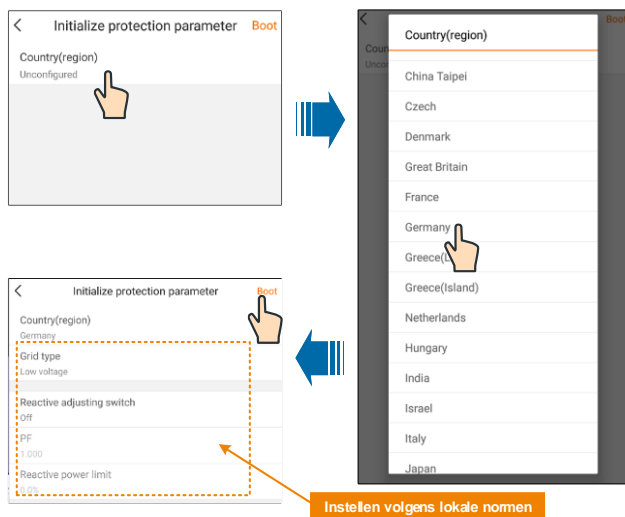 Initialize protection parameter Boot
Country(region)
Unconfigured
Boot
Country(region)
China Taipei
Czech
Denmark
Great Britain
France
Germany
Greece(
Greece(Island)
Netherlands
Hungary
India
Israel
Italy
Japan
Initialize protection parameter Boot
Country(region)
Germany
Grid type
Low voltage
Reactive adjusting switch
Off
PF
1.000
Reactive power limit
0.0%
Instellen volgens lokale normen